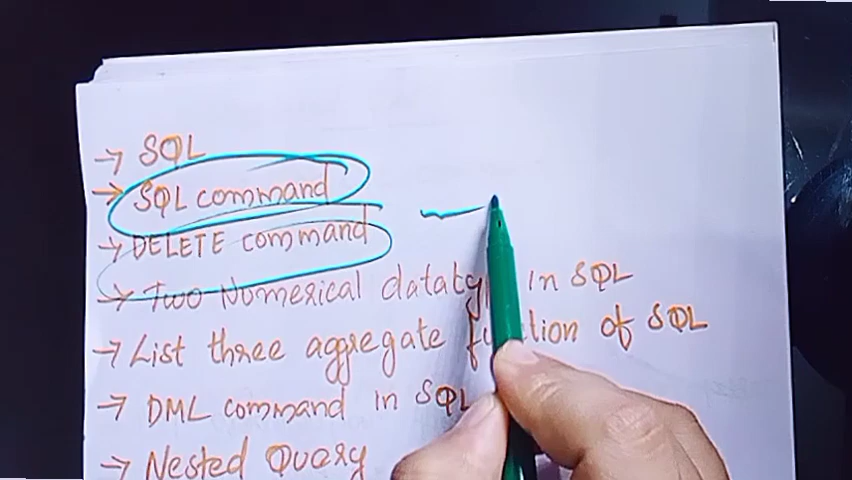 → SQL
→ SQL command
→ DELETE command
→ Two Numerical in SQL
→ List three aggregate of SQL
→ DML command in SQL
→ Nested Query